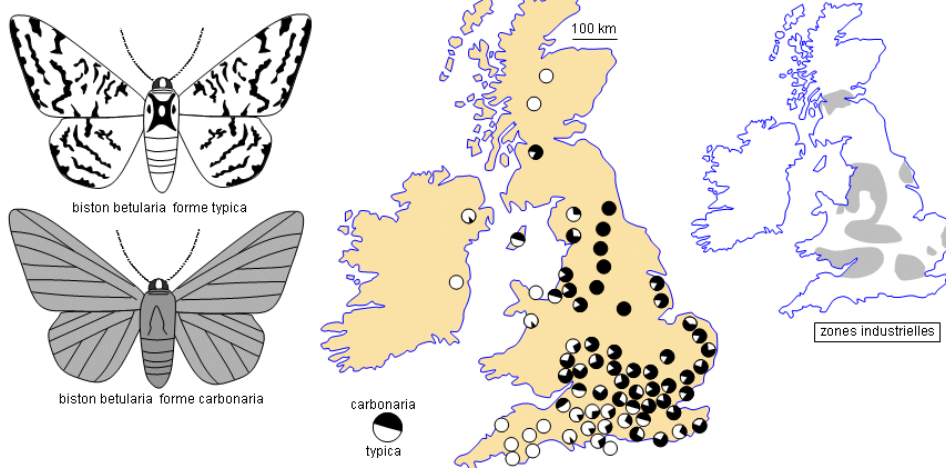 biston betularia forme typica
biston betularia forme carbonaria
100 km
carbonaria
typica
zones industrielles